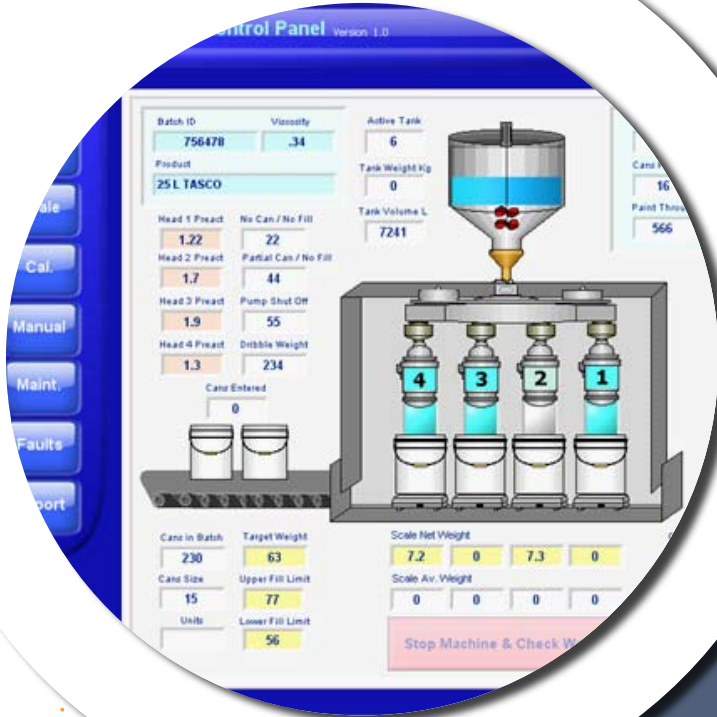 Control Panel Version 1.0
Batch ID Viscosity Active Tank
756478 .34 6
Product Tank Weight Kg
25 L TASCO 0
Tank Volume L
7241
Cans
16
Paint
566
Head 1 Preact No Can / No Fill
1.22 22
Head 2 Preact Partial Can / No Fill
1.7 44
Head 3 Preact Pump Shut Off
1.9 55
Head 4 Preact Dribble Weight
1.3 234
Cans Entered
0
Cal.
Manual
Maint.
Faults
4 3 2 1
Cans in Batch Target Weight Scale Net Weight
230 63 7.2 0 7.3 0
Cans Size Upper Fill Limit Scale Av. Weight
15 77 0 0 0 0
Units Lower Fill Limit
56
Stop Machine & Check